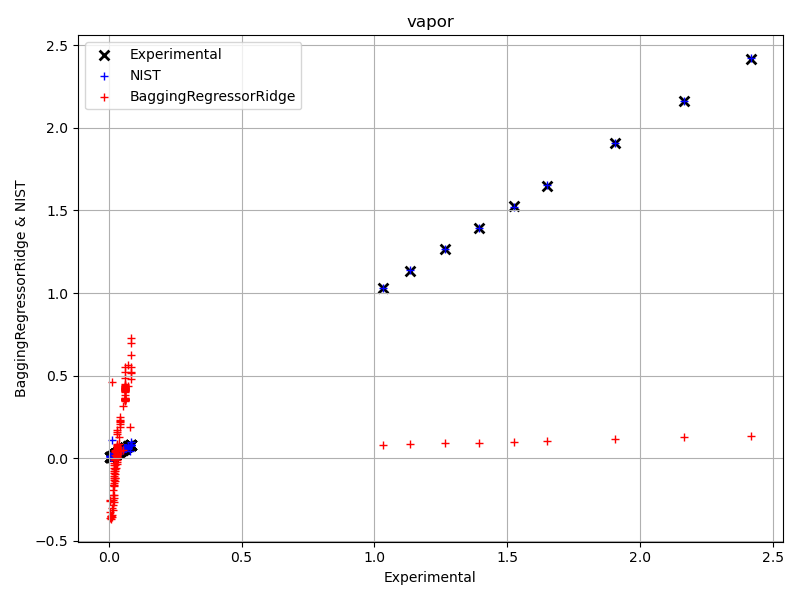 vapor
Experimental
NIST
BaggingRegressorRidge
2.5
2.0
1.5
1.0
0.5
0.0
−0.5
BaggingRegressorRidge & NIST
0.0 0.5 1.0 1.5 2.0 2.5
Experimental